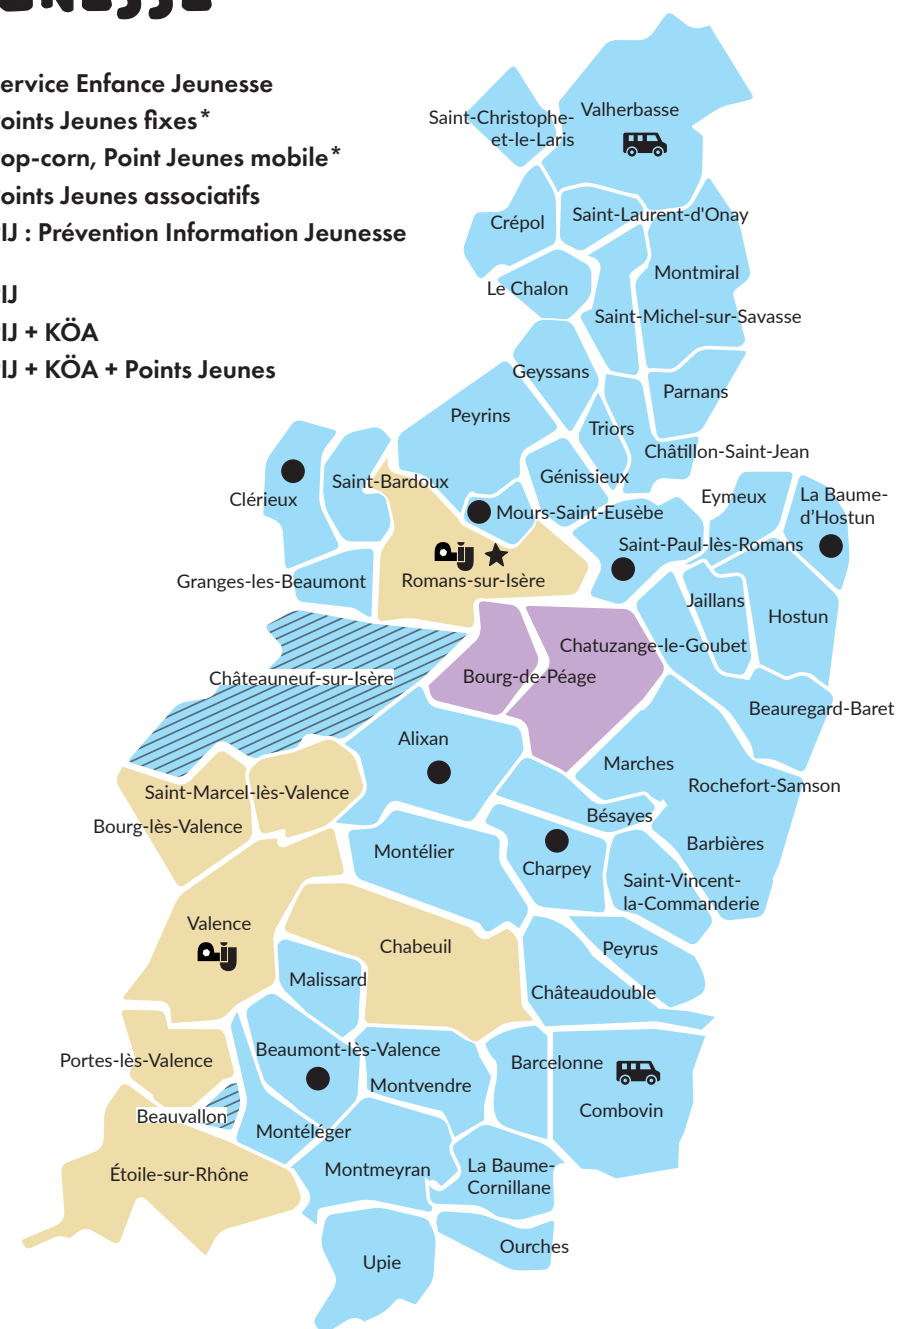 ervice Enfance Jeunesse
oints Jeunes fixes*
op-corn, Point Jeunes mobile*
oints Jeunes associatifs
IJ : Prévention Information Jeunesse
IJ
IJ + KÖA
IJ + KÖA + Points Jeunes
Saint-Christophe-
et-le-Laris
Valherbasse
Crépol
Saint-Laurent-d'Onay
Montmiral
Le Chalon
Saint-Michel-sur-Savasse
Geyssans
Parnans
Peyrins
Triors
Châtillon-Saint-Jean
Génissieux
Saint-Bardoux
Clérieux
Eymeux
La Baume-
d'Hostun
Mours-Saint-Eusèbe
Saint-Paul-lès-Romans
Pij
Romans-sur-Isère
Granges-les-Beaumont
Jaillans
Hostun
Chatuzange-le-Goubet
Châteauneuf-sur-Isère
Bourg-de-Péage
Beauregard-Baret
Alixan
Marches
Rochefort-Samson
Saint-Marcel-lès-Valence
Bésayes
Bourg-lès-Valence
Barbières
Montélier
Charpey
Saint-Vincent-
la-Commanderie
Valence
Pij
Chabeuil
Peyrus
Malissard
Châteaudouble
Portes-lès-Valence
Beaumont-lès-Valence
Barcelonne
Montvendre
Combovin
Beauvallon
Montéléger
Étoile-sur-Rhône
Montmeyran
La Baume-
Cornillane
Ourches
Upie